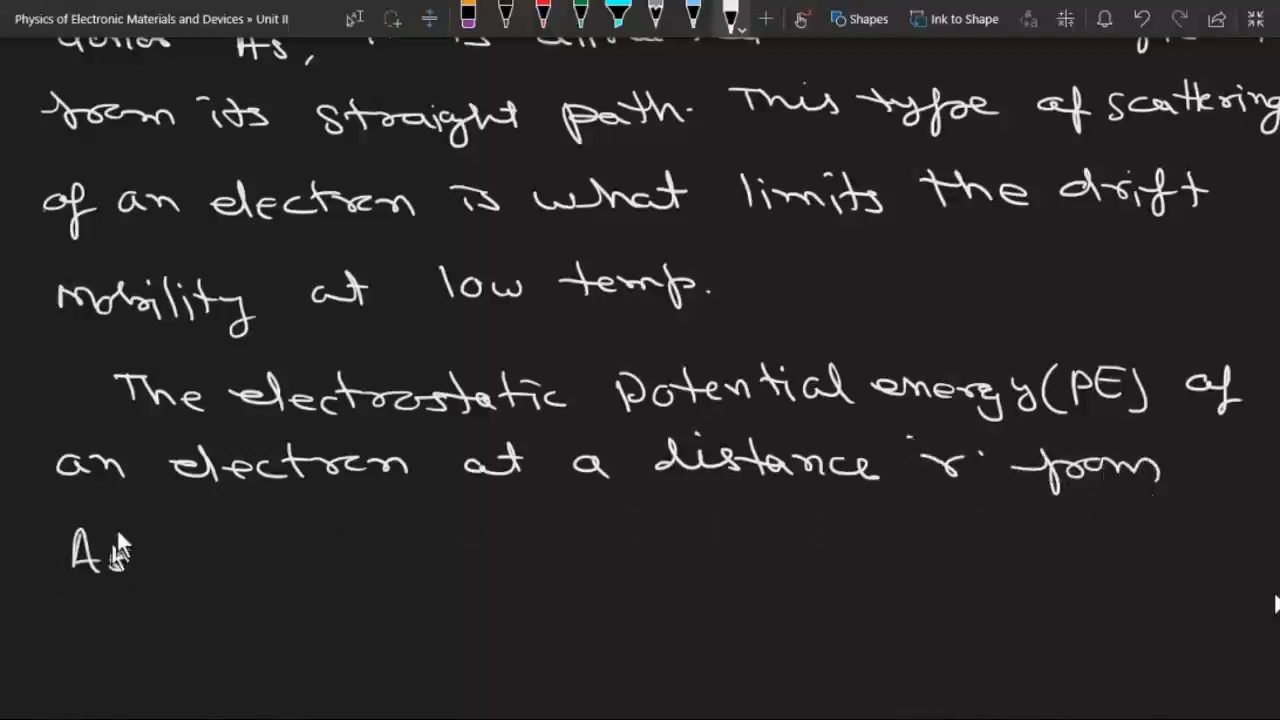 Physics of Electronic Materials and Devices » Unit II
Shapes
Ink to Shape
As,
from its straight path. This type of scattering
of an electron is what limits the drift
mobility at low temp.
The electrostatic potential energy (PE) of
an electron at a distance 'r' from
As